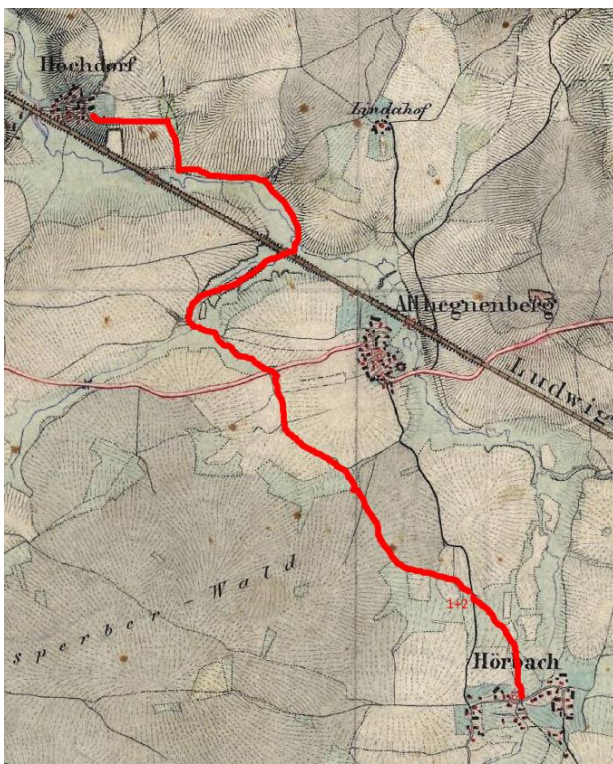 Hochdorf
Lindahof
Althegnenberg
Ludwig
sperber-Wald
1+2
Hörbach